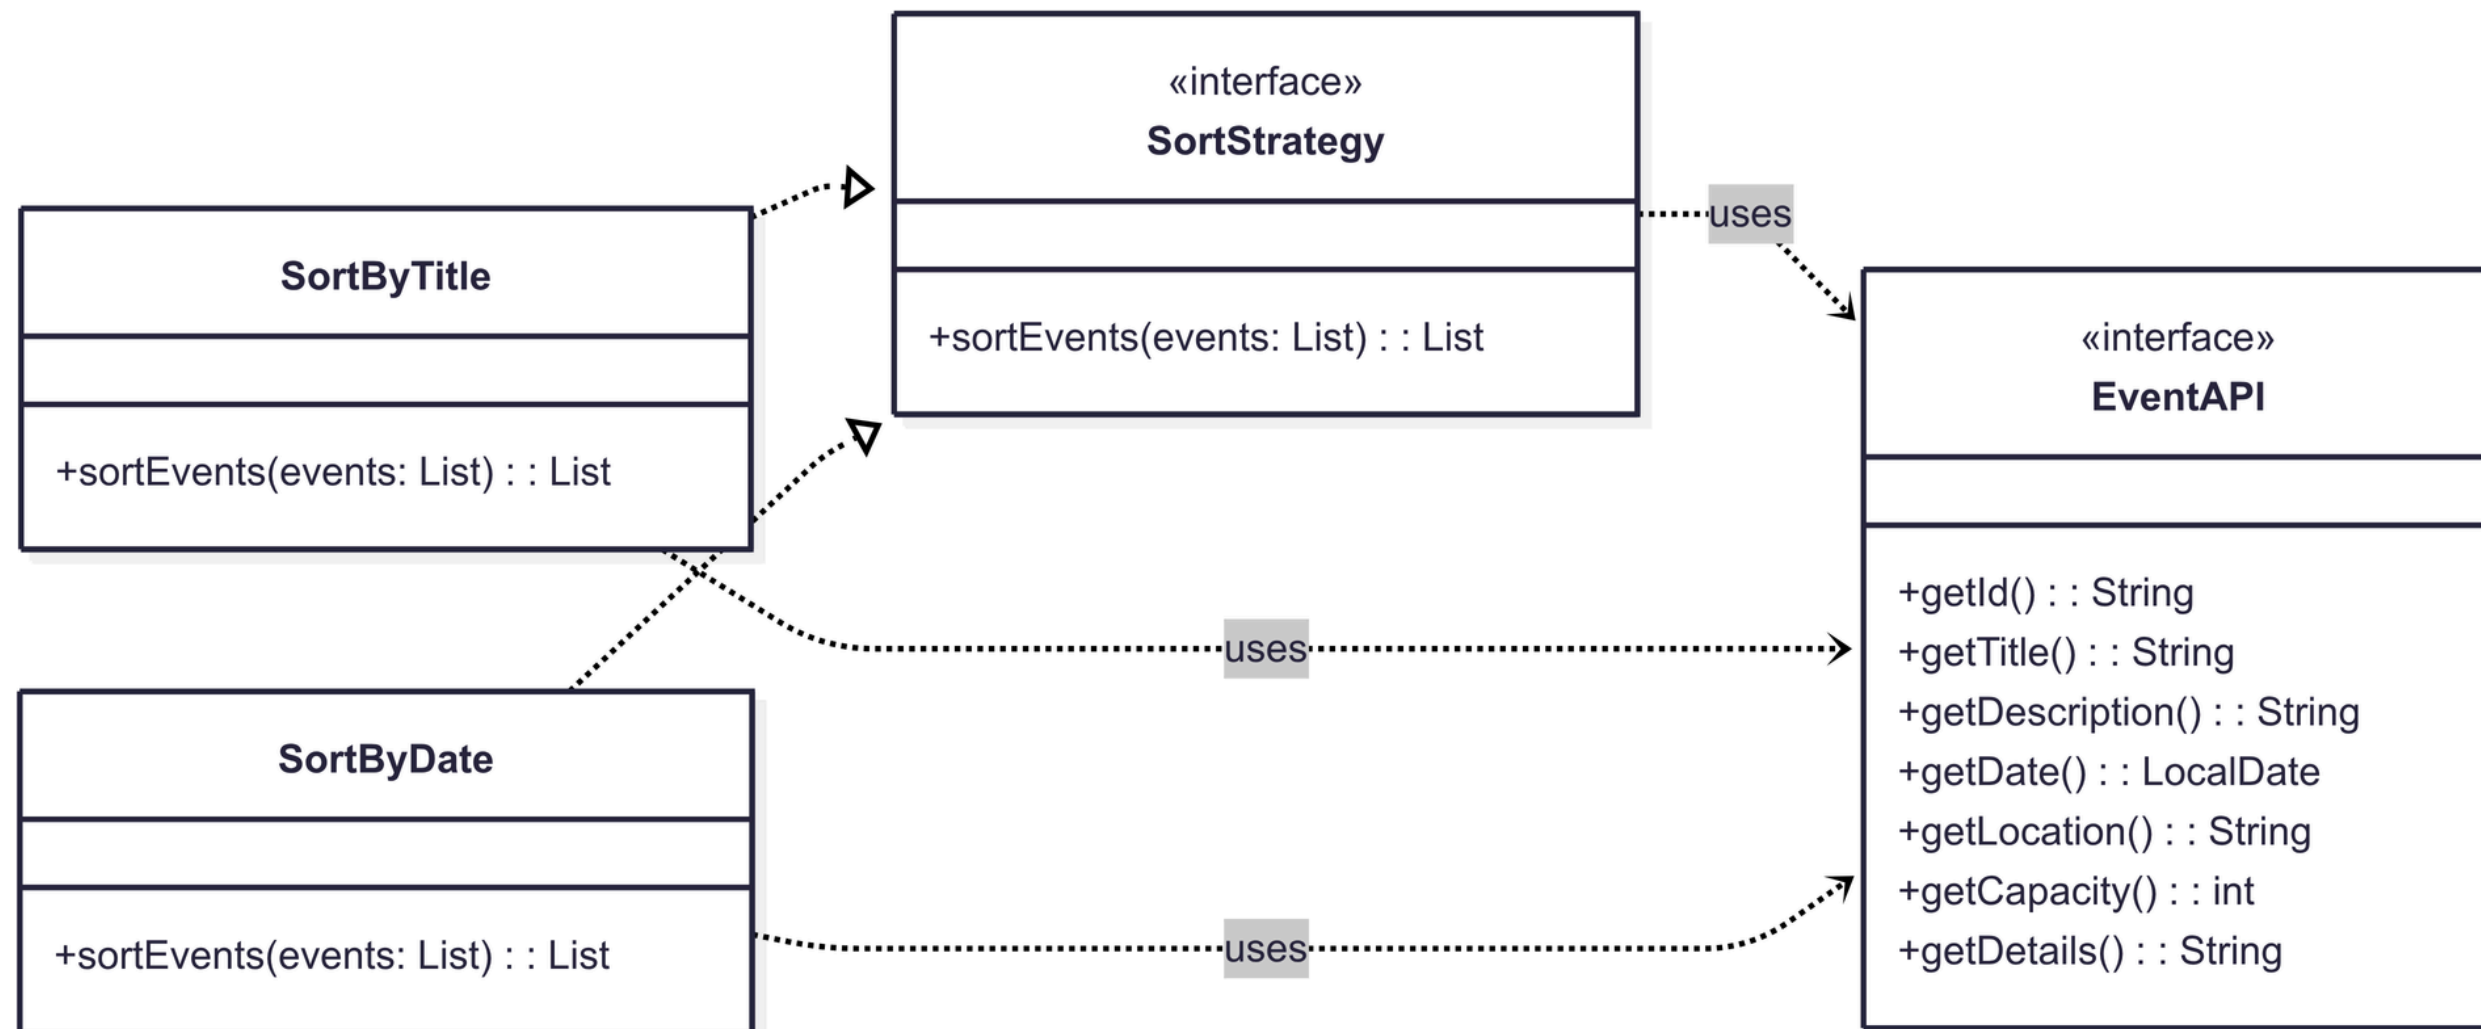 «interface»
SortStrategy
+sortEvents(events: List) : : List
SortByTitle
+sortEvents(events: List) : : List
SortByDate
+sortEvents(events: List) : : List
uses
uses
uses
«interface»
EventAPI
+getId() : : String
+getTitle() : : String
+getDescription() : : String
+getDate() : : LocalDate
+getLocation() : : String
+getCapacity() : : int
+getDetails() : : String